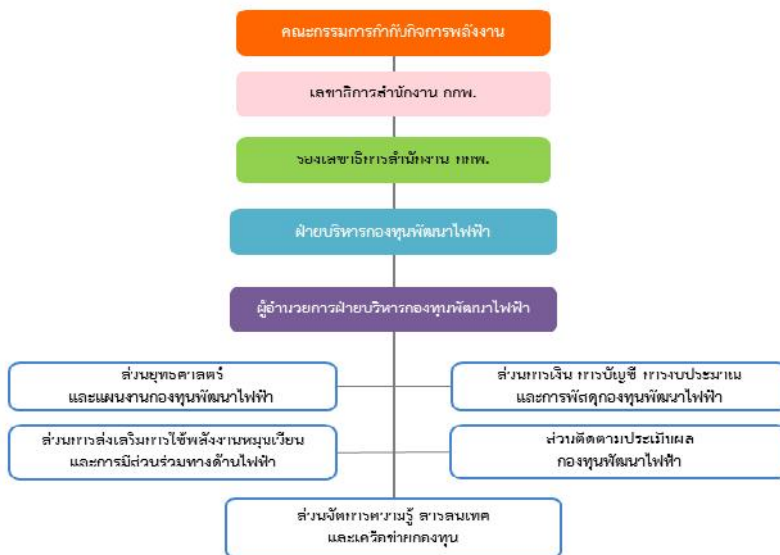 คณะกรรมการกำกับกิจการพลังงาน
เลขาธิการสำนักงาน กกพ.
รองเลขาธิการสำนักงาน กกพ.
ฝ่ายบริหารกองทุนพัฒนาไฟฟ้า
ผู้อำนวยการฝ่ายบริหารกองทุนพัฒนาไฟฟ้า
ส่วนยุทธศาสตร์
และแผนงานกองทุนพัฒนาไฟฟ้า
ส่วนการเงิน การบัญชี การงบประมาณ
และการพัสดุกองทุนพัฒนาไฟฟ้า
ส่วนการส่งเสริมการใช้พลังงานหมุนเวียน
และการมีส่วนร่วมทางด้านไฟฟ้า
ส่วนติดตามประเมินผล
กองทุนพัฒนาไฟฟ้า
ส่วนจัดการความรู้ สารสนเทศ
และเครือข่ายกองทุน